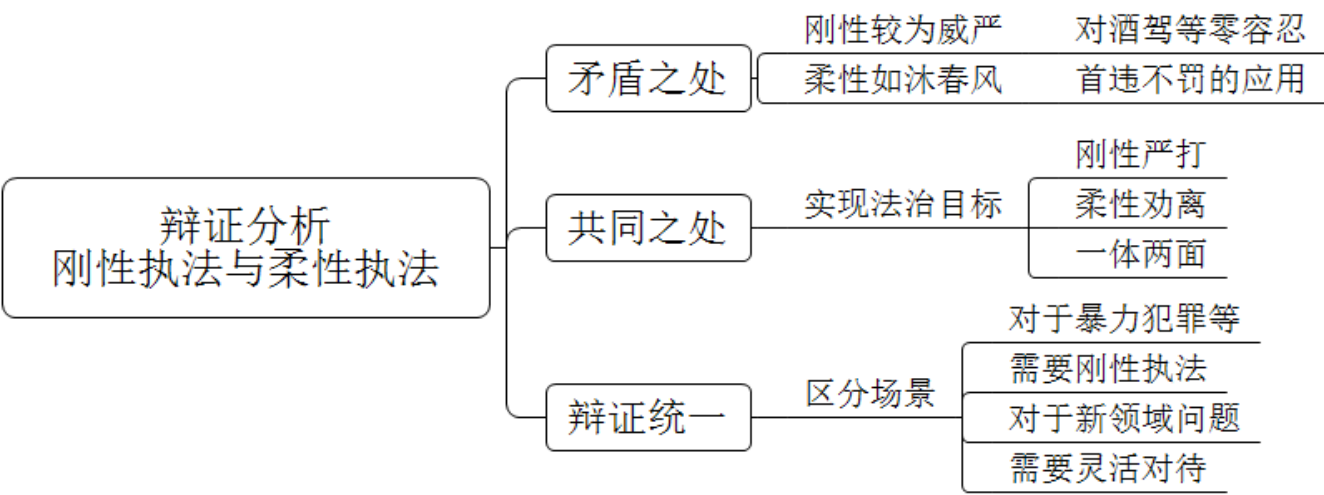 辩证分析
刚性执法与柔性执法
矛盾之处
刚性较为威严
对酒驾等零容忍
柔性如沐春风
首违不罚的应用
共同之处
实现法治目标
刚性严打
柔性劝离
一体两面
辩证统一
区分场景
对于暴力犯罪等
需要刚性执法
对于新领域问题
需要灵活对待